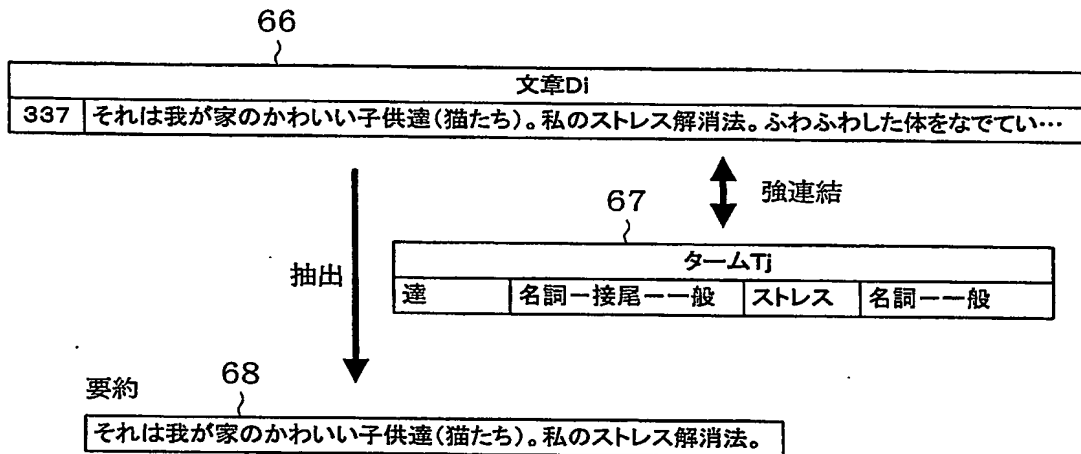 66
文章Di
337 それは我が家のかわいい子供達(猫たち)。私のストレス解消法。ふわふわした体をなでてい…
67
強連結
タームTj
抽出
達 名詞ー接尾ー一般 ストレス 名詞ー一般
要約
68
それは我が家のかわいい子供達(猫たち)。私のストレス解消法。